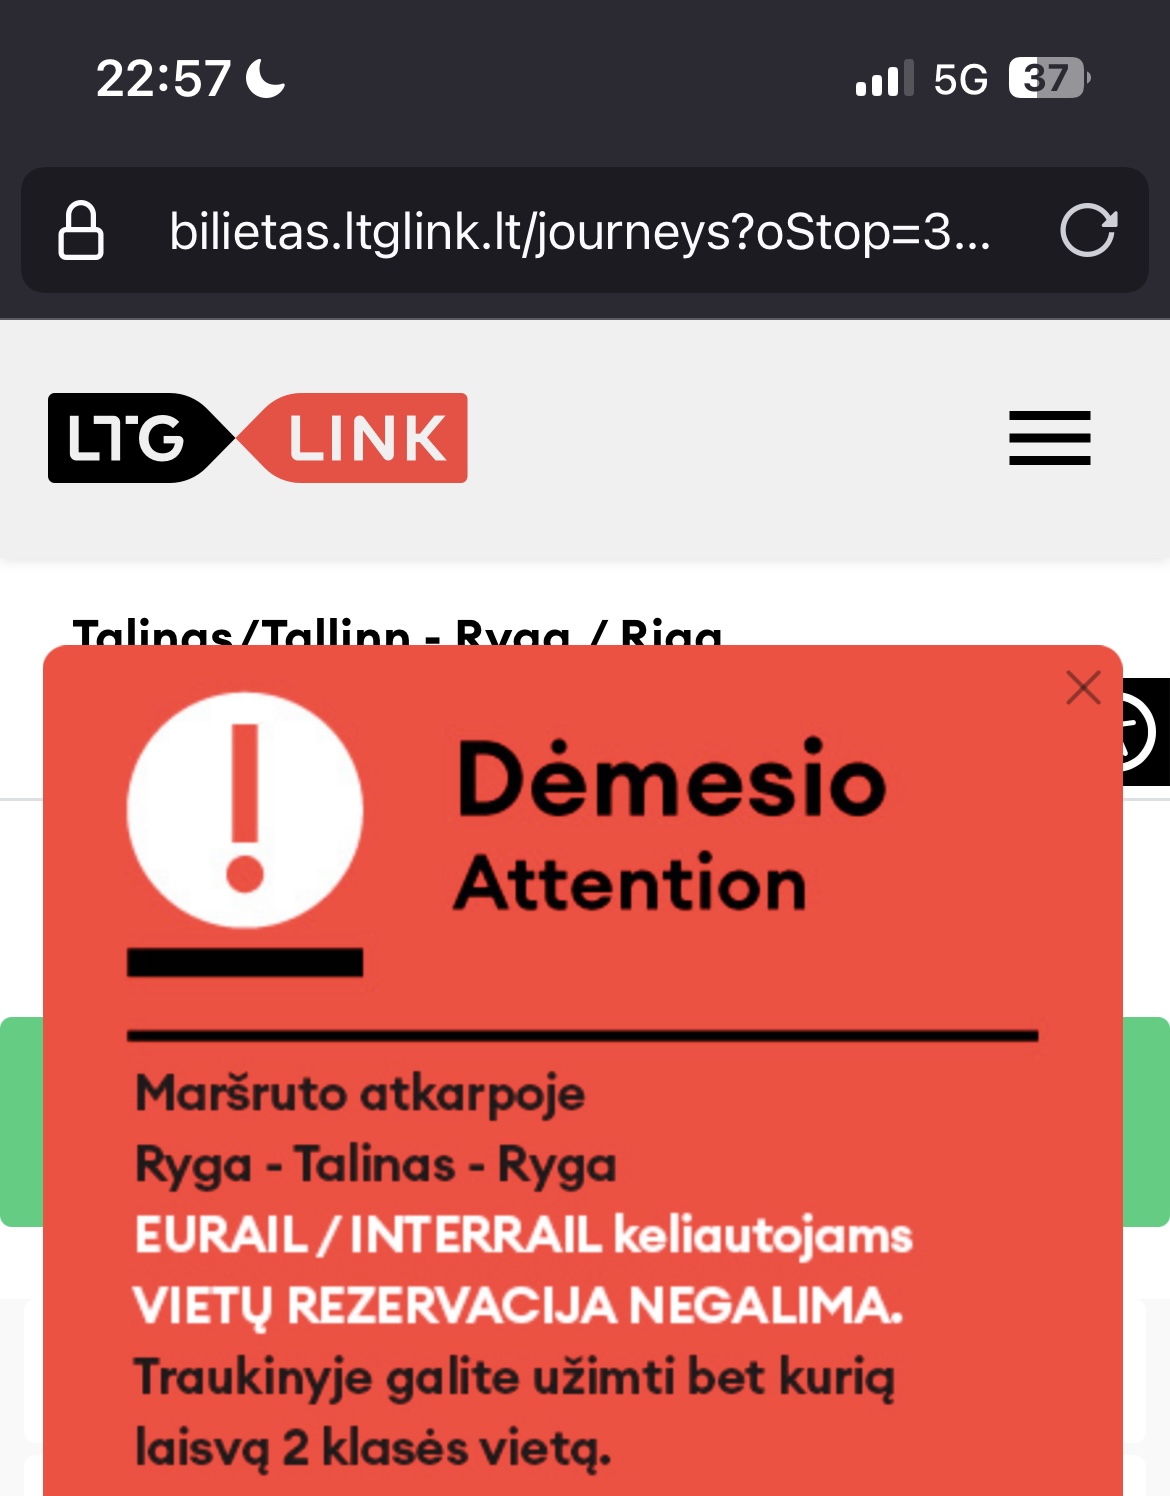 22:57
5G 37
bilietas.ltglink.lt/journeys?oStop=3...
LTG LINK
Talinas/Tallinn - Ryga / Riga
Dėmesio
Attention
Maršruto atkarpoje
Ryga - Talinas - Ryga
EURAIL / INTERRAIL keliautojams
VIETŲ REZERVACIJA NEGALIMA.
Traukinyje galite užimti bet kurią
laisvą 2 klasės vietą.